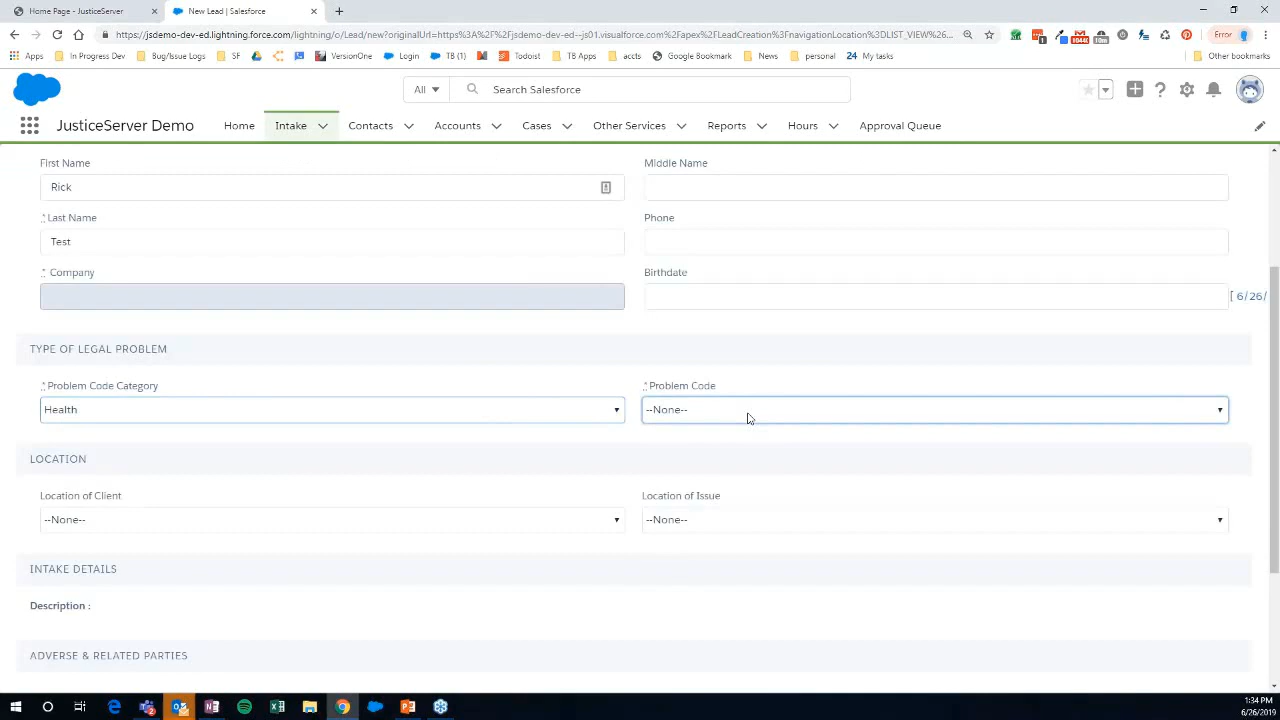 Home Page - JusticeServer
New Lead | Salesforce
https://jsdemo-dev-ed.lightning.force.com/lightning/o/Lead/new?originalUrl=https%3A%2F%2Fjsdemo-dev-ed--js01.visualforce.com%2Fapex%2FLeadCreation%3FnavigationLocation%3DLIST_VIEW%26...
Error
Apps
In Progress Dev
Bug/Issue Logs
SF
VersionOne
Login
TB (1)
Todoist
TB Apps
accts
Google Bookmark
News
personal
24 My tasks
Other bookmarks
All
Search Salesforce
JusticeServer Demo
Home
Intake
Contacts
Accounts
Cases
Other Services
Reports
Hours
Approval Queue
First Name
Middle Name
Rick
* Last Name
Phone
Test
* Company
Birthdate
[ 6/26/
TYPE OF LEGAL PROBLEM
* Problem Code Category
* Problem Code
Health
--None--
LOCATION
Location of Client
Location of Issue
--None--
--None--
INTAKE DETAILS
Description :
ADVERSE & RELATED PARTIES
1:34 PM
6/26/2019